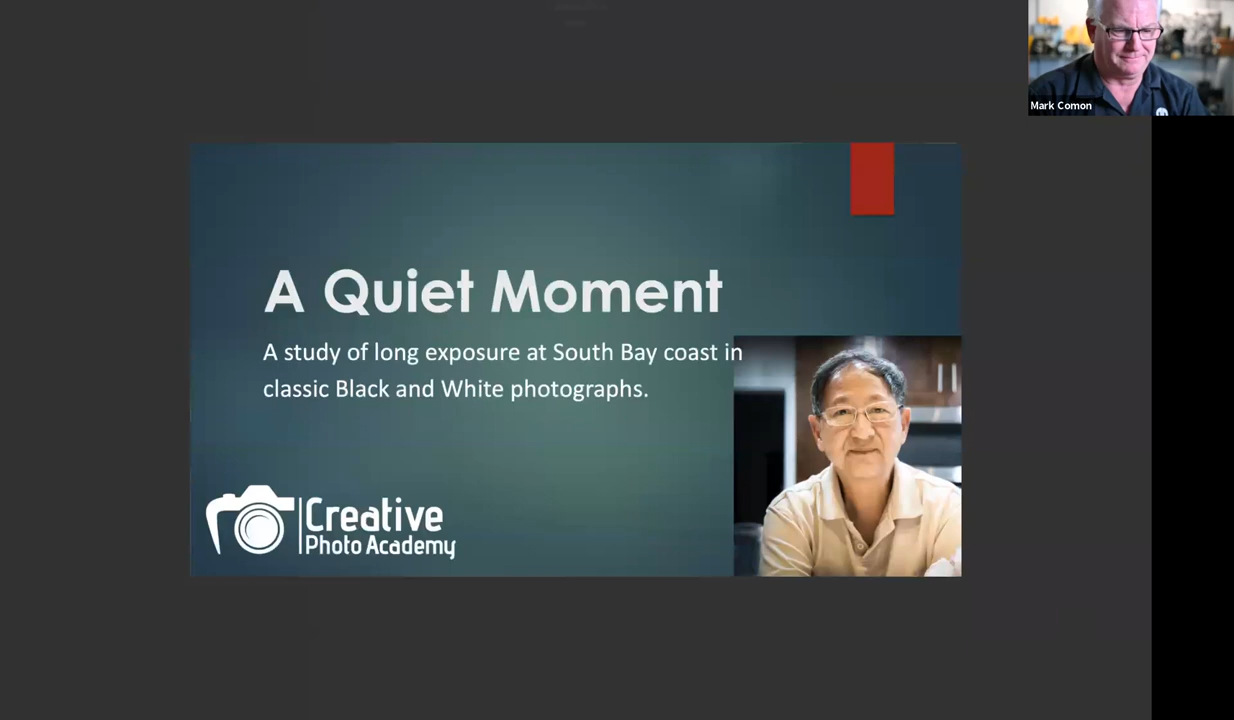 Mark Comon
A Quiet Moment
A study of long exposure at South Bay coast in
classic Black and White photographs.
Creative
Photo Academy